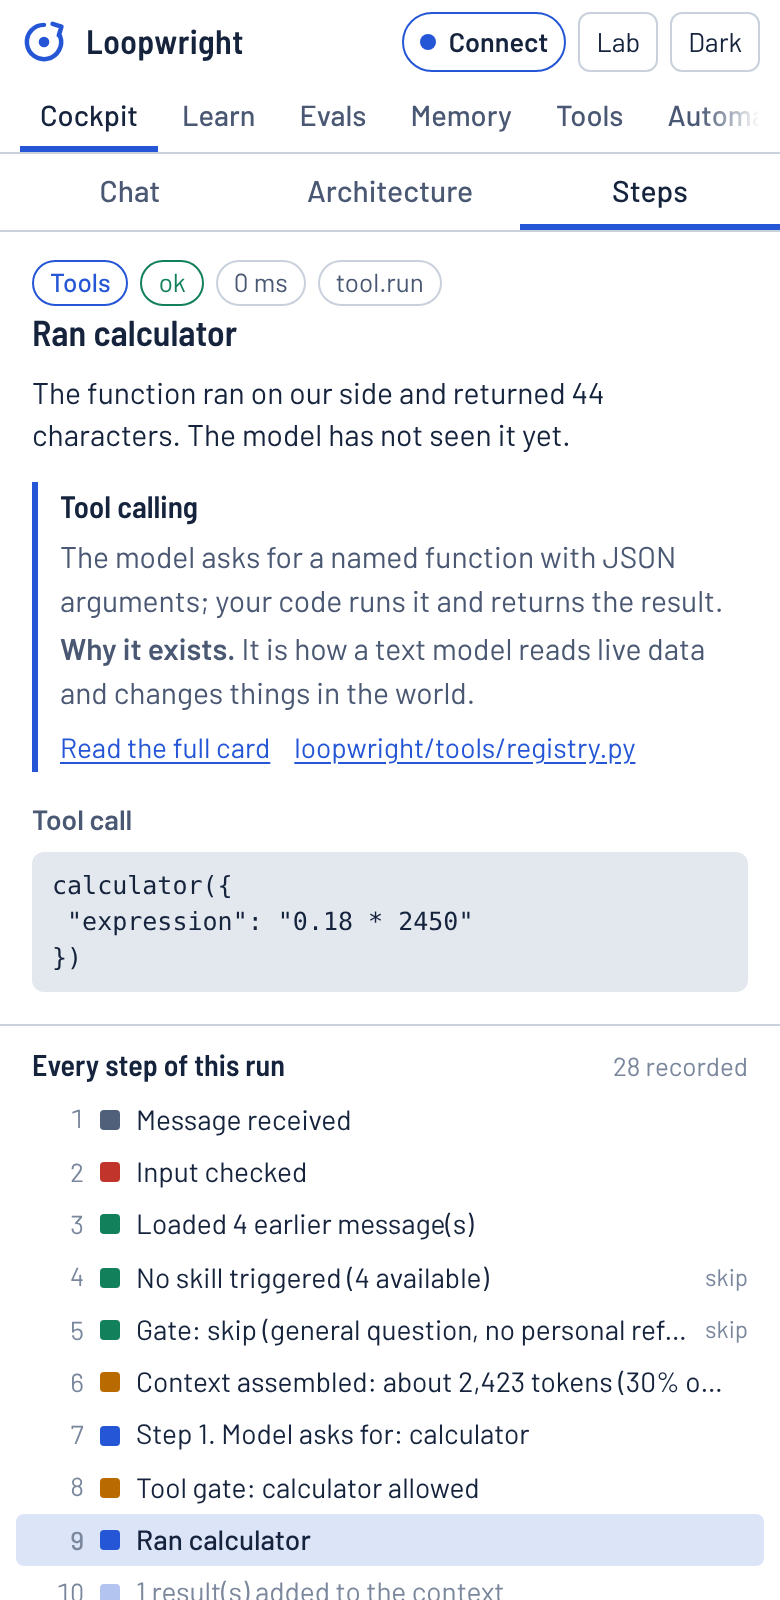 Loopwright
Connect
Lab
Dark
Cockpit
Learn
Evals
Memory
Tools
Automa
Chat
Architecture
Steps
Tools
ok
0 ms
tool.run
Ran calculator
The function ran on our side and returned 44
characters. The model has not seen it yet.
Tool calling
The model asks for a named function with JSON
arguments; your code runs it and returns the result.
Why it exists. It is how a text model reads live data
and changes things in the world.
Read the full card loopwright/tools/registry.py
Tool call
calculator({
"expression": "0.18 * 2450"
})
Every step of this run 28 recorded
1 Message received
2 Input checked
3 Loaded 4 earlier message(s)
4 No skill triggered (4 available) skip
5 Gate: skip (general question, no personal ref... skip
6 Context assembled: about 2,423 tokens (30% o...
7 Step 1. Model asks for: calculator
8 Tool gate: calculator allowed
9 Ran calculator
10 1 result(s) added to the context